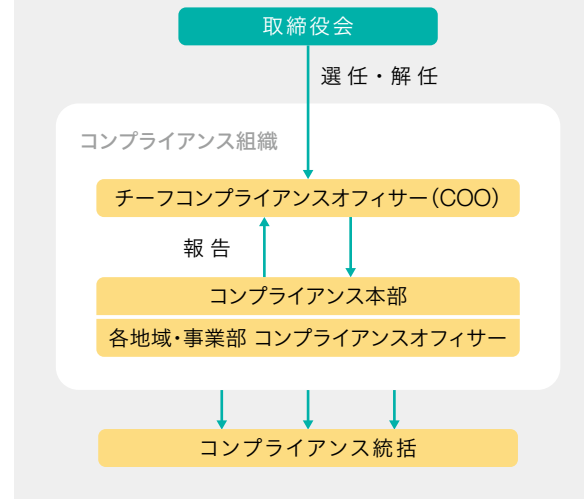 取締役会
選任・解任
コンプライアンス組織
チーフコンプライアンスオフィサー(COO)
報告
コンプライアンス本部
各地域・事業部 コンプライアンスオフィサー
コンプライアンス統括